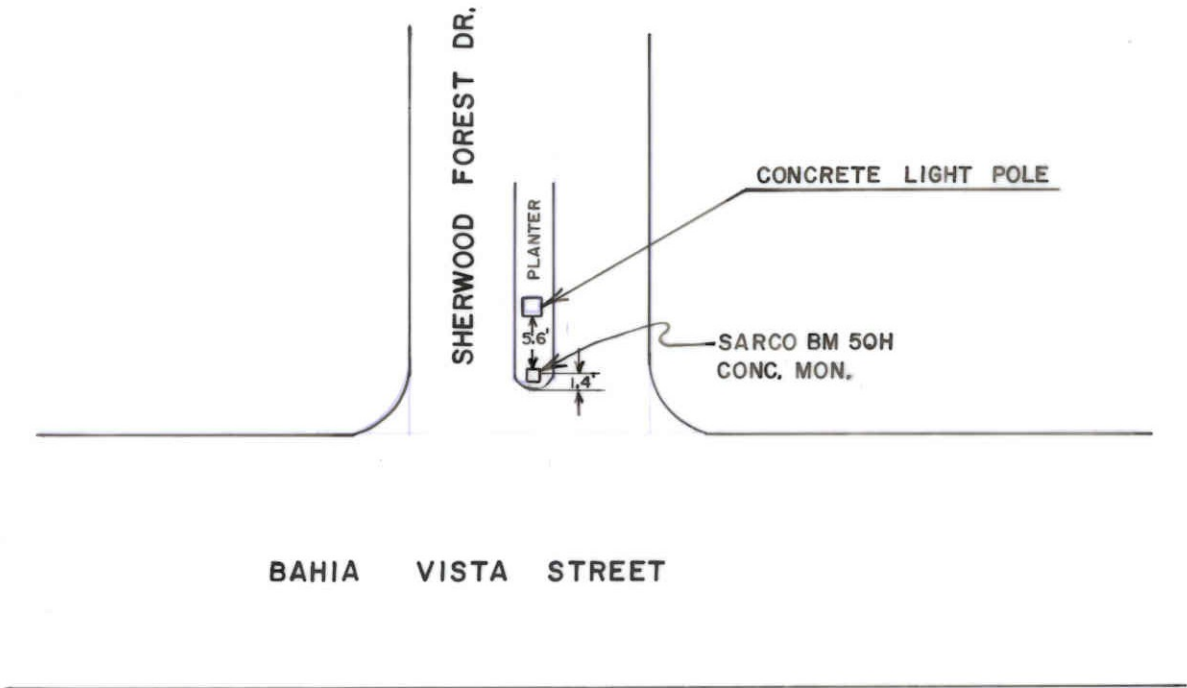 SHERWOOD FOREST DR.
CONCRETE LIGHT POLE
PLANTER
5.6'
SARCO BM 50H
CONC. MON.
1.4'
BAHIA VISTA STREET